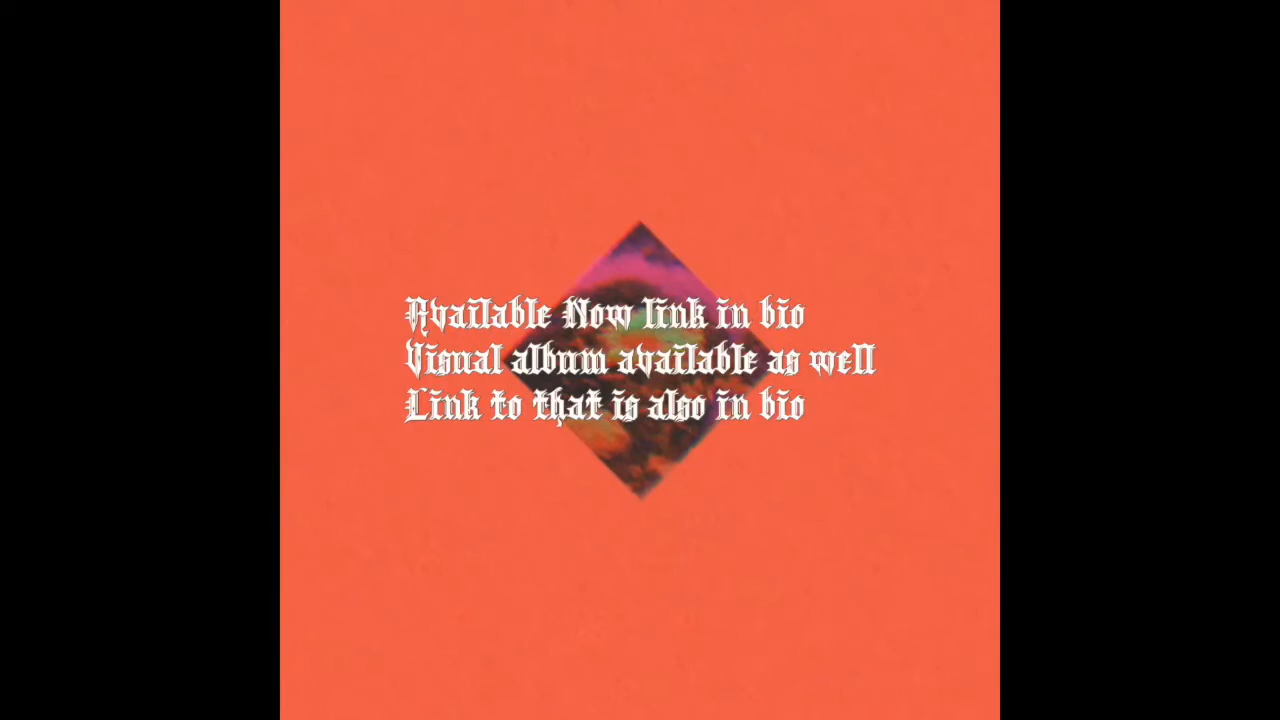 Available Now link in bio
Visual album available as well
Link to that is also in bio